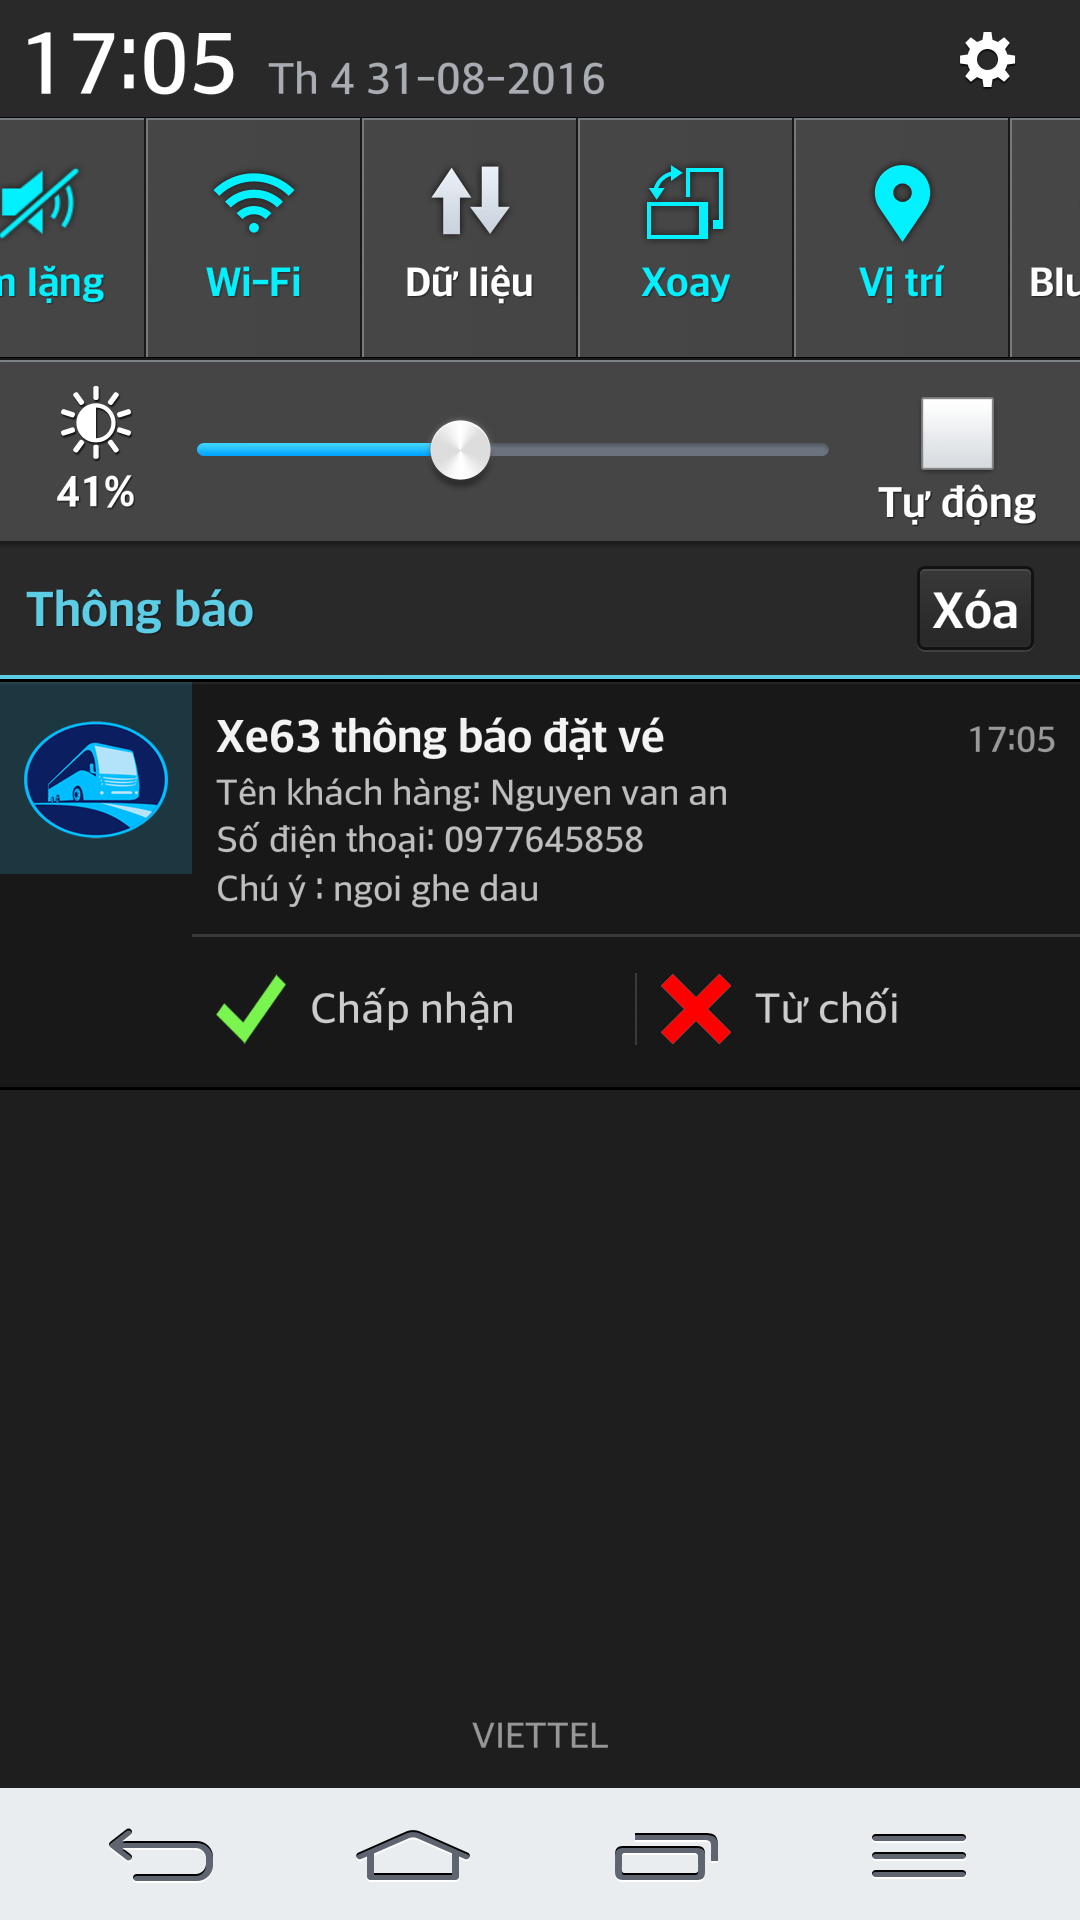 17:05 Th 4 31-08-2016
m lặng Wi-Fi Dữ liệu Xoay Vị trí Blu
41% Tự động
Thông báo Xóa
Xe63 thông báo đặt vé 17:05
Tên khách hàng: Nguyen van an
Số điện thoại: 0977645858
Chú ý : ngoi ghe dau
Chấp nhận Từ chối
VIETTEL